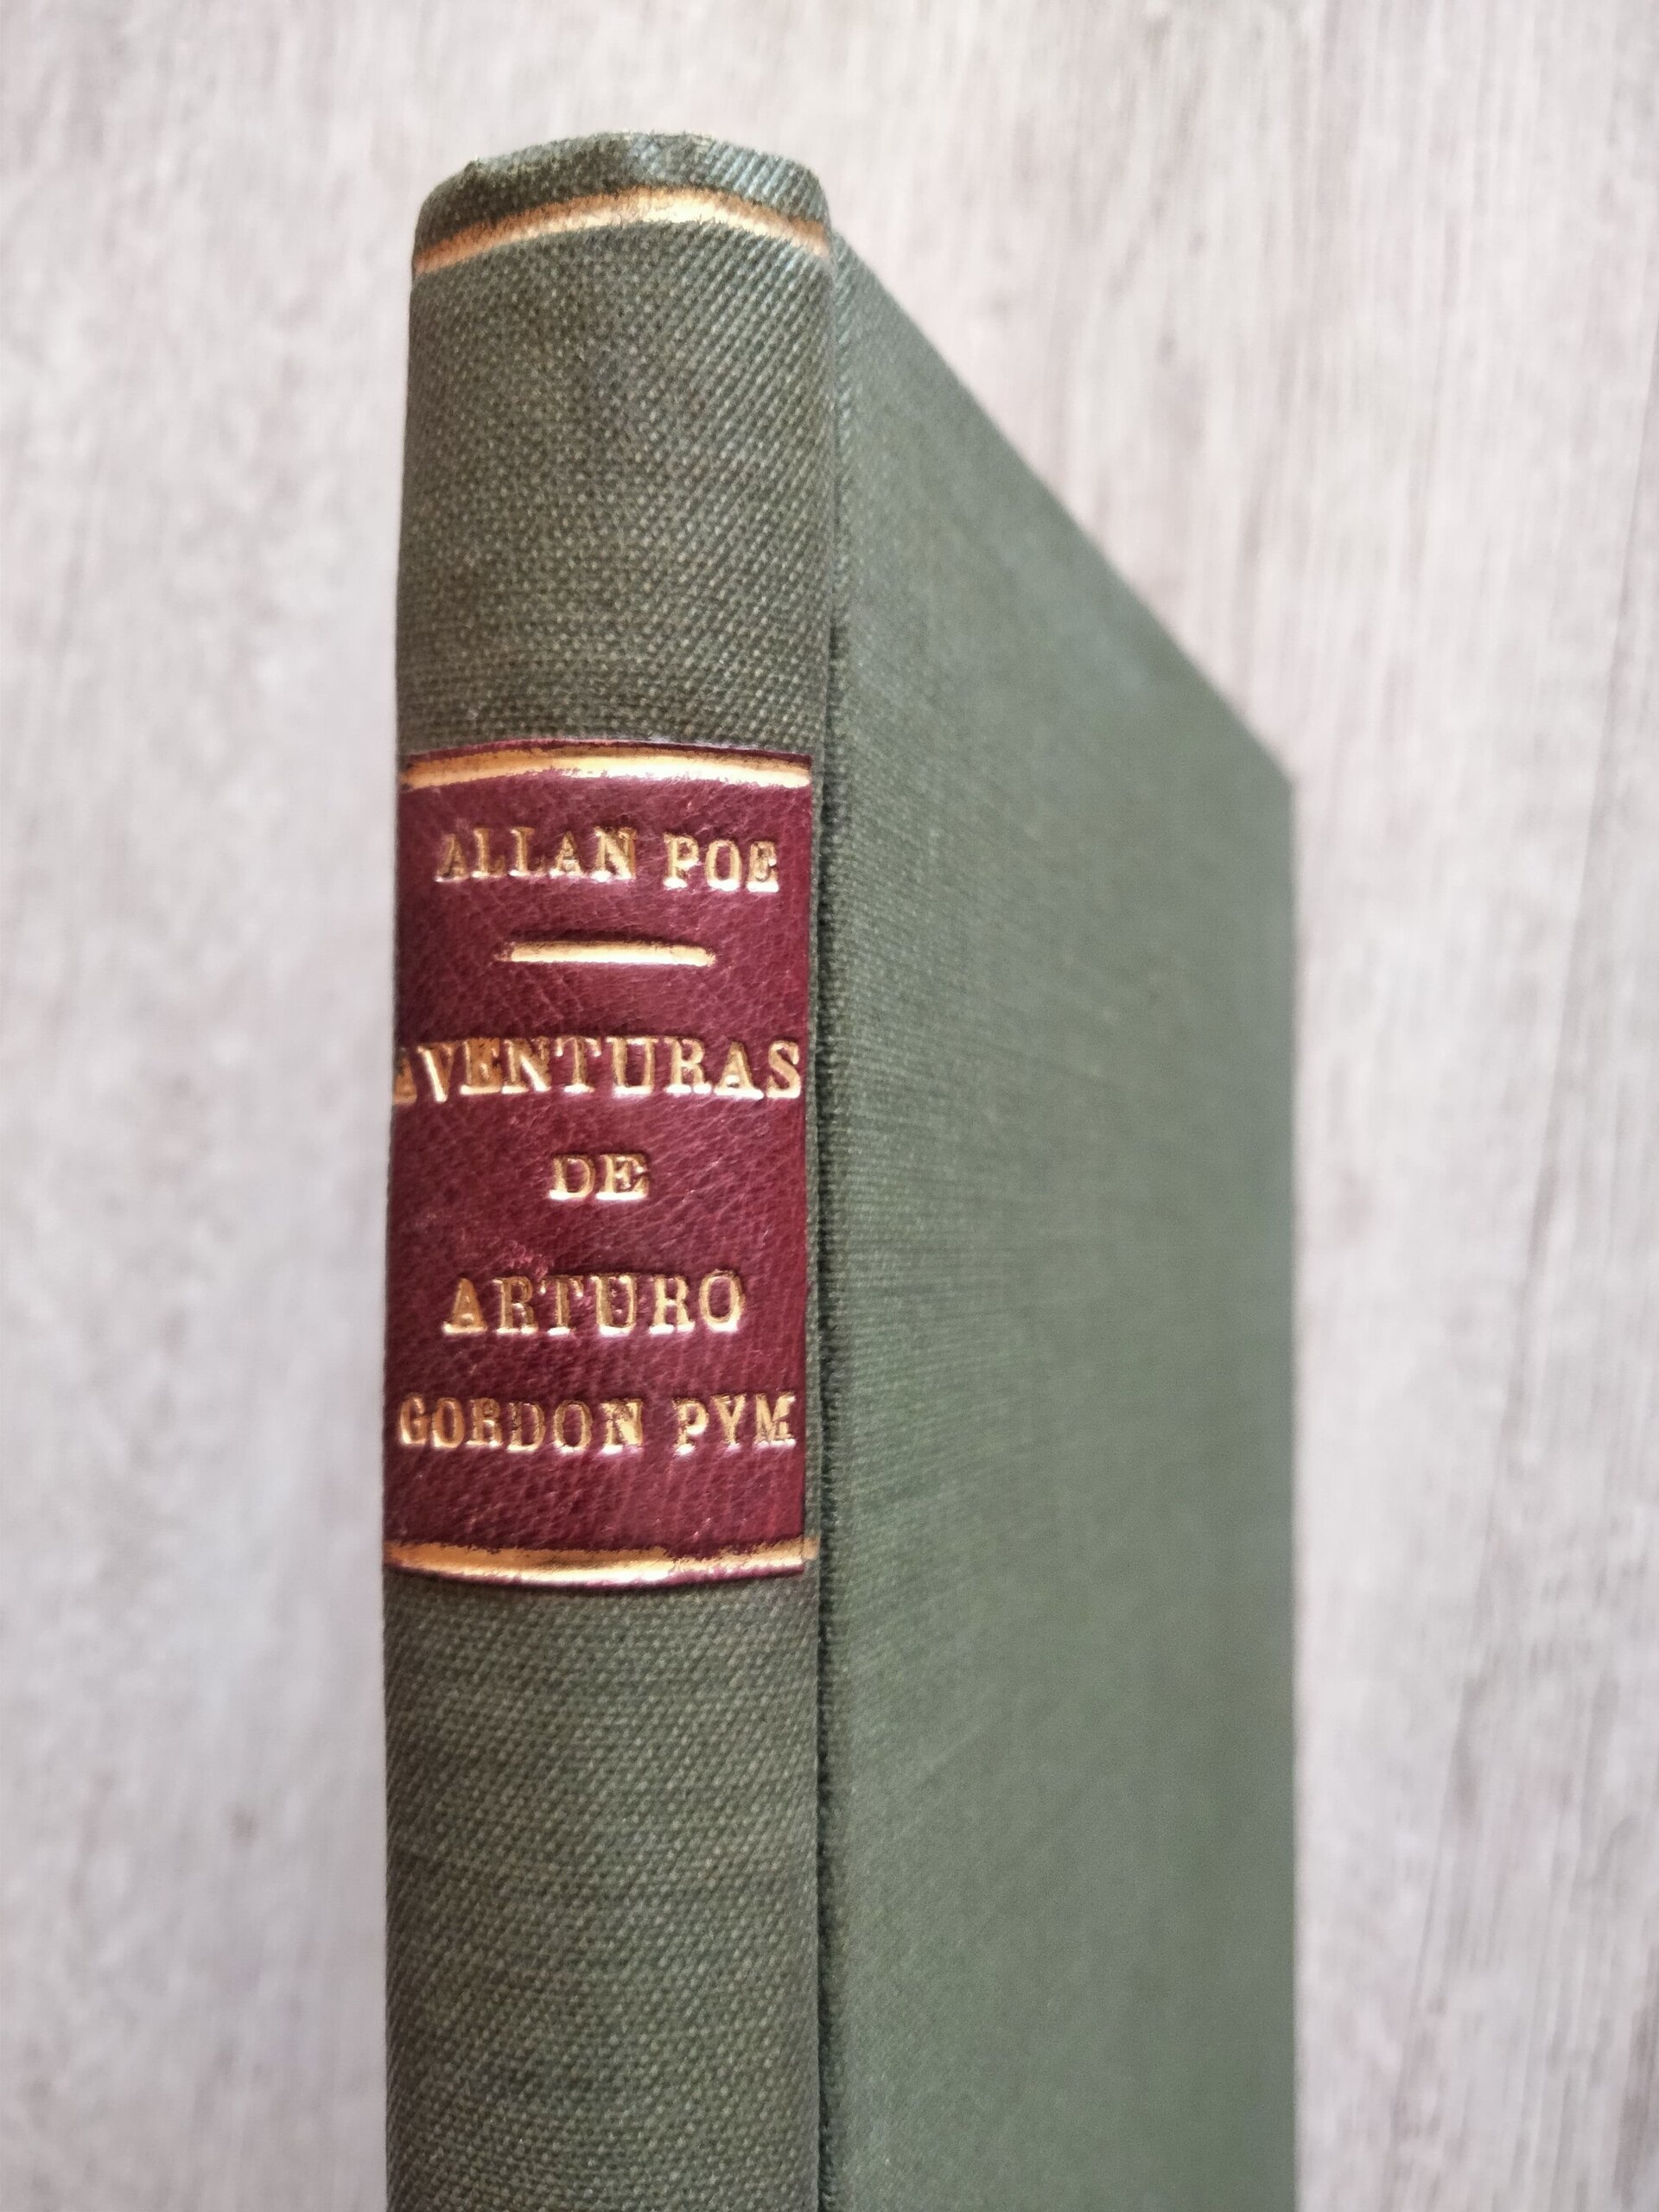 ALLAN POE
AVENTURAS
DE
ARTURO
GORDON PYM